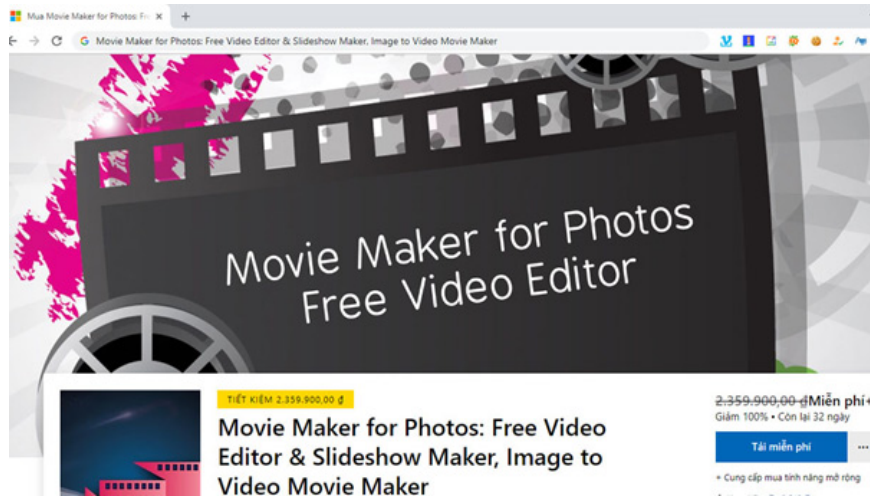 Mua Movie Maker for Photos: Fr
Movie Maker for Photos: Free Video Editor & Slideshow Maker, Image to Video Movie Maker
Movie Maker for Photos
Free Video Editor
TIẾT KIỆM 2.359.900,00 ₫
Movie Maker for Photos: Free Video
Editor & Slideshow Maker, Image to
Video Movie Maker
2.359.900,00 ₫Miễn phí+
Giảm 100% • Còn lại 32 ngày
Tải miễn phí
+ Cung cấp mua tính năng mở rộng